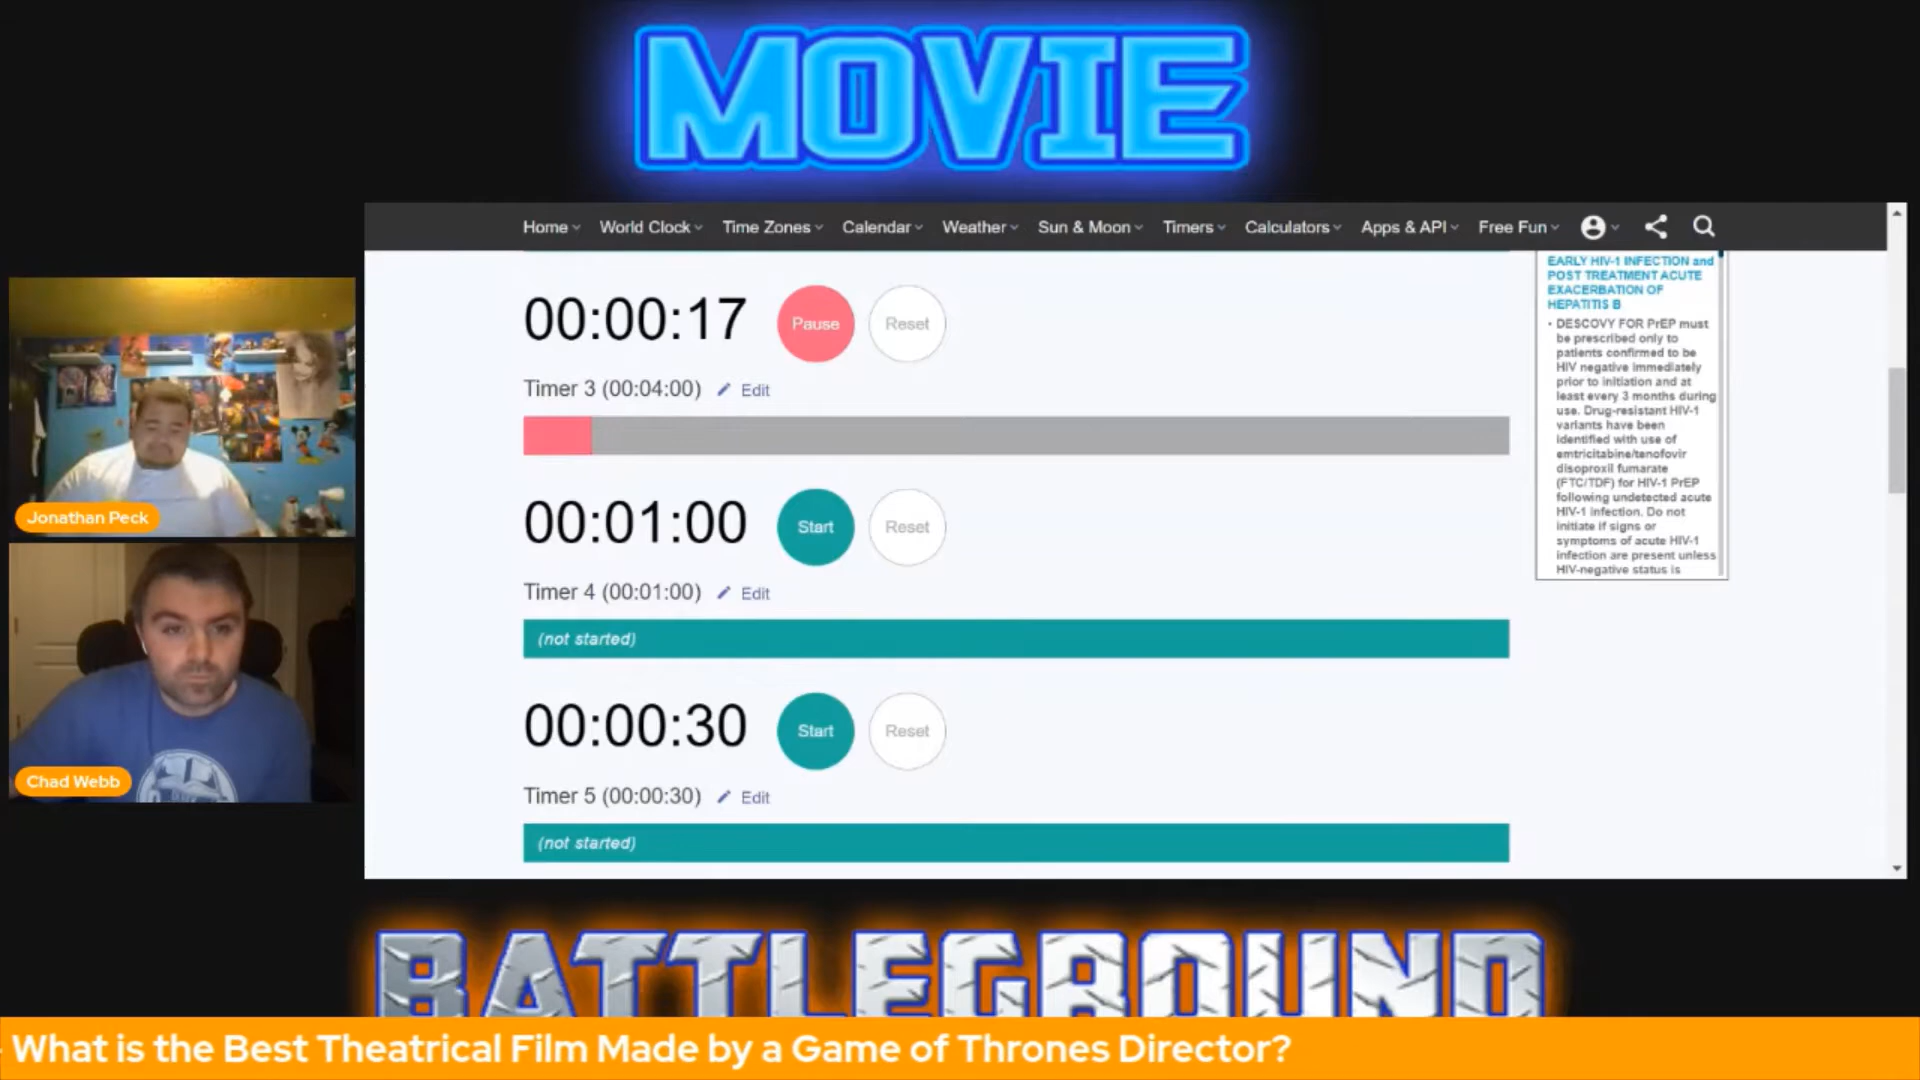 MOVIE
Home World Clock Time Zones Calendar Weather Sun & Moon Timers Calculators Apps & API Free Fun
00:00:17 Pause Reset
Timer 3 (00:04:00) Edit
00:01:00 Start Reset
Timer 4 (00:01:00) Edit
(not started)
00:00:30 Start Reset
Timer 5 (00:00:30) Edit
(not started)
EARLY HIV-1 INFECTION and
POST TREATMENT ACUTE
EXACERBATION OF
HEPATITIS B
• DESCOVY FOR PrEP must
be prescribed only to
patients confirmed to be
HIV negative immediately
prior to initiation and at
least every 3 months during
use. Drug-resistant HIV-1
variants have been
identified with use of
emtricitabine/tenofovir
disoproxil fumarate
(FTC/TDF) for HIV-1 PrEP
following undetected acute
HIV-1 infection. Do not
initiate if signs or
symptoms of acute HIV-1
infection are present unless
HIV-negative status is
Jonathan Peck
Chad Webb
BATTLEGROUND
What is the Best Theatrical Film Made by a Game of Thrones Director?